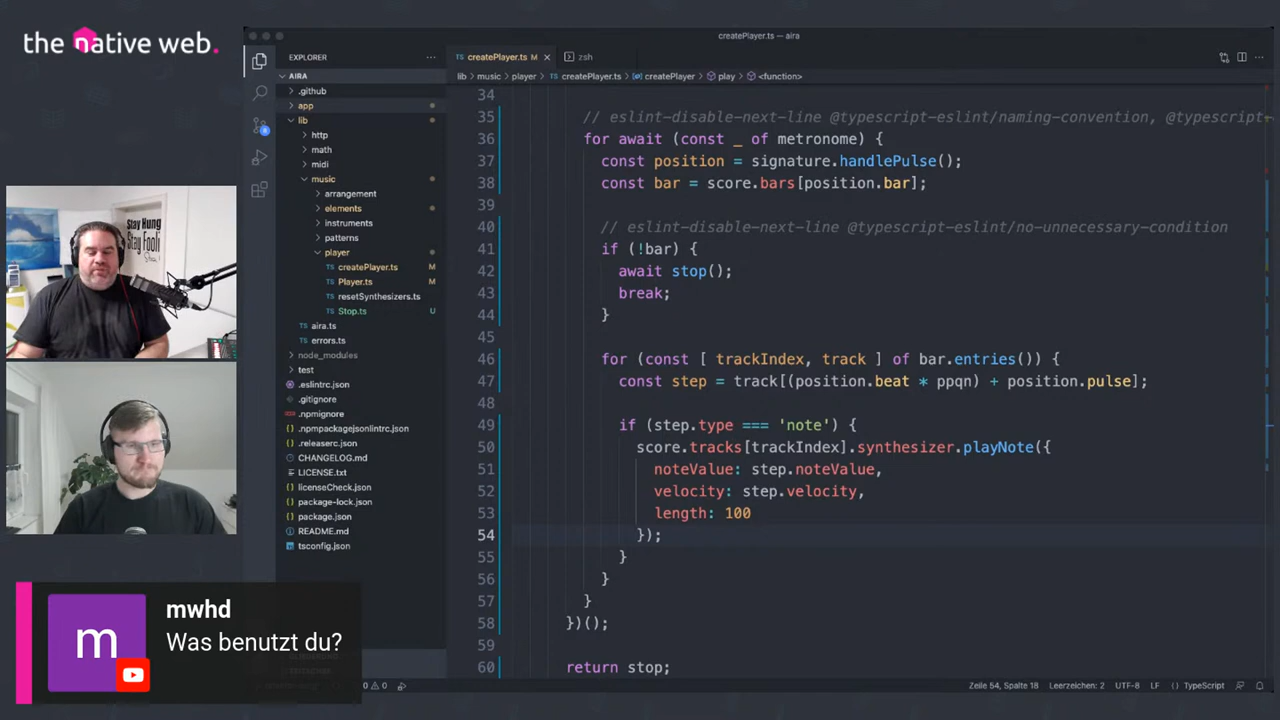 the native web.
createPlayer.ts — aira
EXPLORER
createPlayer.ts M
zsh
AIRA
lib > music > player > createPlayer.ts > createPlayer > play > <function>
.github
app
lib
http
math
midi
music
arrangement
elements
instruments
patterns
player
createPlayer.ts M
Player.ts M
resetSynthesizers.ts
Stop.ts U
aira.ts
errors.ts
node_modules
test
.eslintrc.json
.gitignore
.npmignore
.npmpackagejsonlintrc.json
.releaserc.json
CHANGELOG.md
LICENSE.txt
licenseCheck.json
package-lock.json
package.json
README.md
tsconfig.json
34
35 // eslint-disable-next-line @typescript-eslint/naming-convention, @typescript-
36 for await (const _ of metronome) {
37 const position = signature.handlePulse();
38 const bar = score.bars[position.bar];
39
40 // eslint-disable-next-line @typescript-eslint/no-unnecessary-condition
41 if (!bar) {
42 await stop();
43 break;
44 }
45
46 for (const [ trackIndex, track ] of bar.entries()) {
47 const step = track[(position.beat * ppqn) + position.pulse];
48
49 if (step.type === 'note') {
50 score.tracks[trackIndex].synthesizer.playNote({
51 noteValue: step.noteValue,
52 velocity: step.velocity,
53 length: 100
54 });
55 }
56 }
57 }
58 })();
59
60 return stop;
Stay Hung
Stay Fooli
m
mwhd
Was benutzt du?
0 0
Zeile 54, Spalte 18 Leerzeichen: 2 UTF-8 LF TypeScript